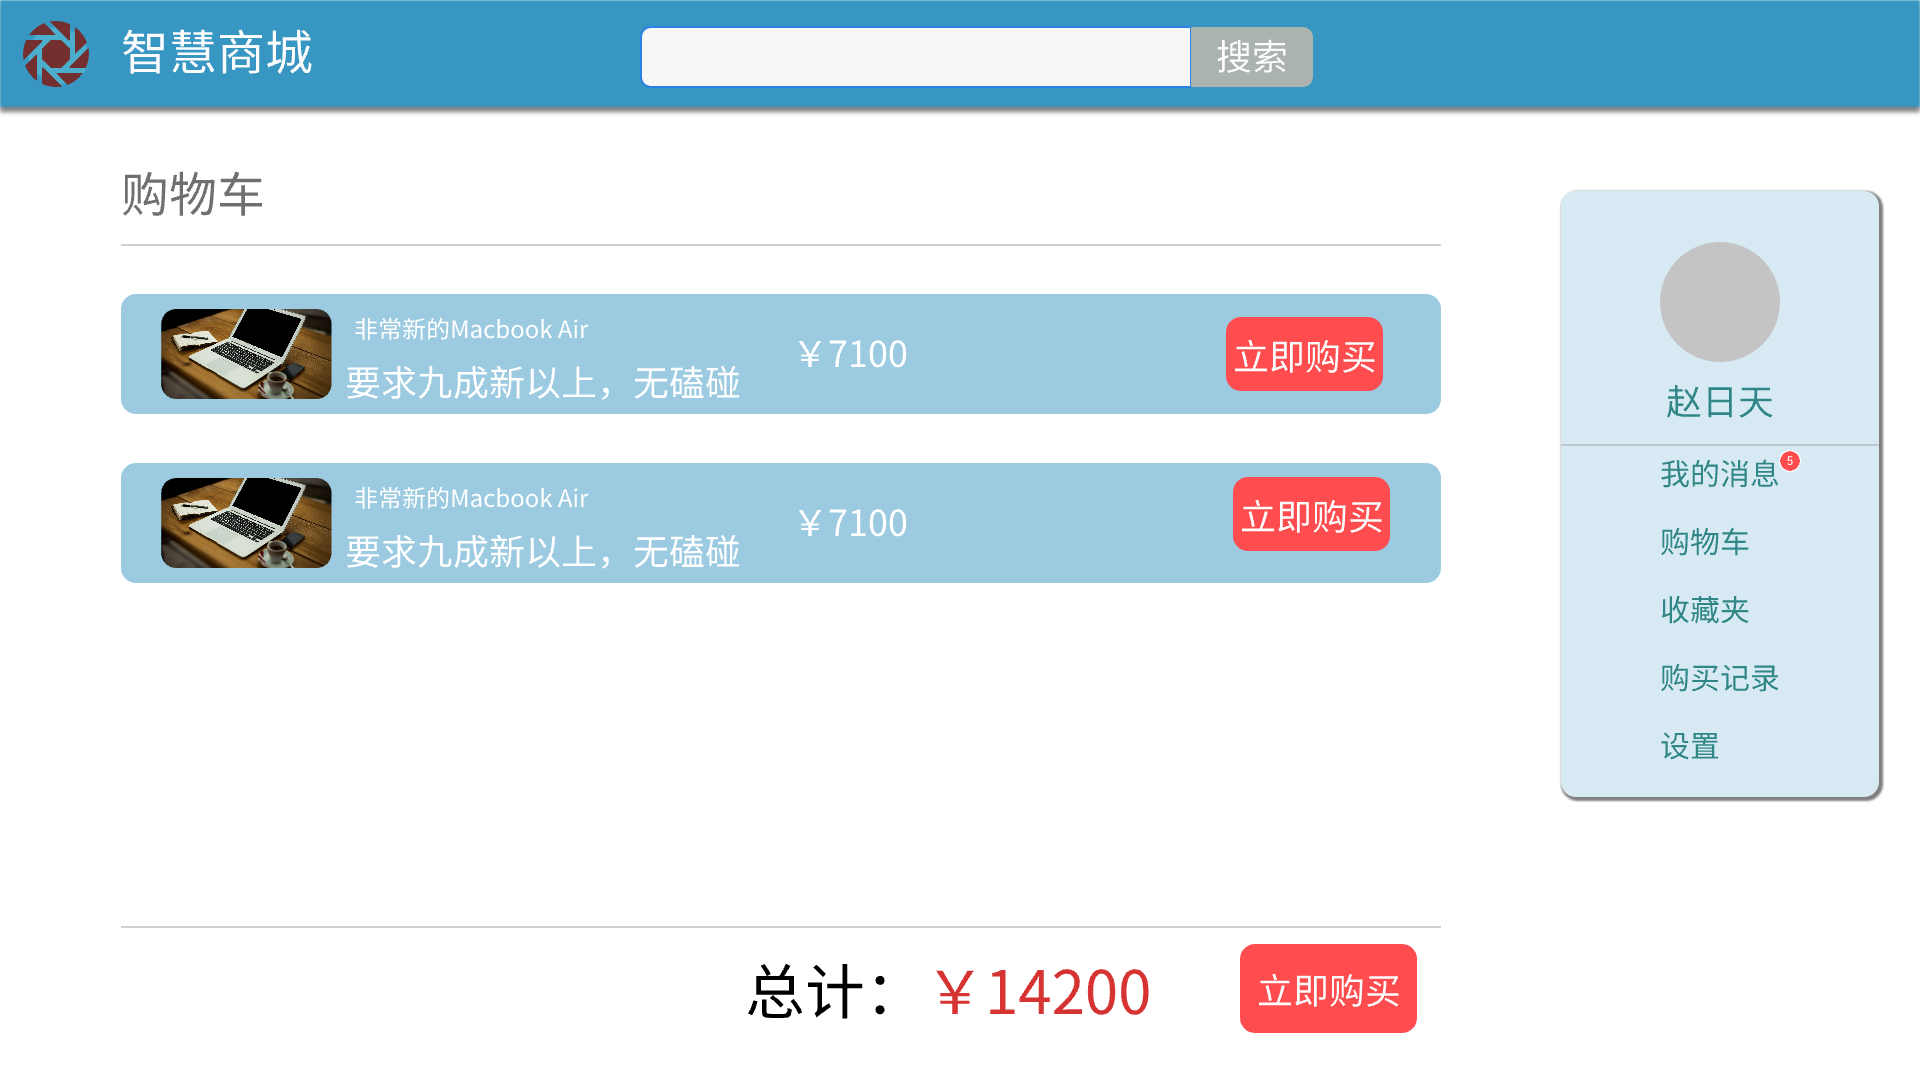 智慧商城
搜索
购物车
非常新的Macbook Air
要求九成新以上，无磕碰
￥7100
立即购买
非常新的Macbook Air
要求九成新以上，无磕碰
￥7100
立即购买
总计：￥14200
立即购买
赵日天
我的消息 5
购物车
收藏夹
购买记录
设置